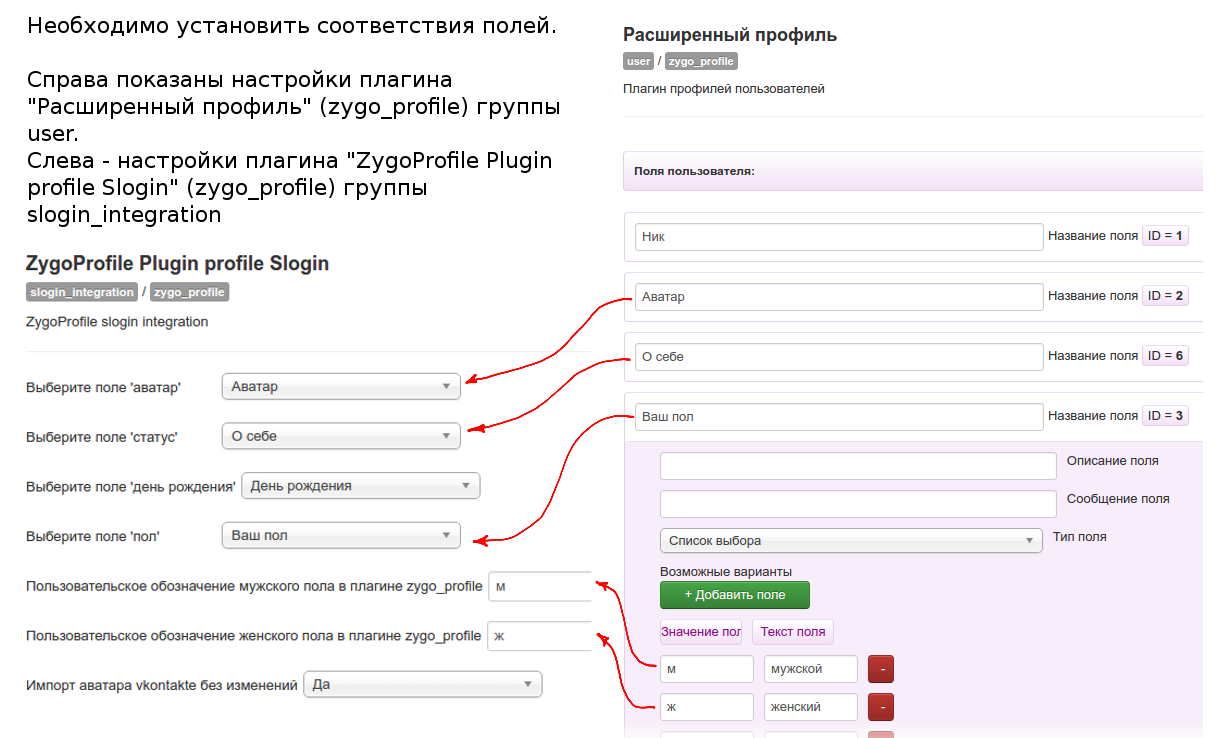 Необходимо установить соответствия полей.
Справа показаны настройки плагина
"Расширенный профиль" (zygo_profile) группы
user.
Слева - настройки плагина "ZygoProfile Plugin
profile Slogin" (zygo_profile) группы
slogin_integration
ZygoProfile Plugin profile Slogin
slogin_integration / zygo_profile
ZygoProfile slogin integration
Выберите поле 'аватар' Аватар
Выберите поле 'статус' О себе
Выберите поле 'день рождения' День рождения
Выберите поле 'пол' Ваш пол
Пользовательское обозначение мужского пола в плагине zygo_profile м
Пользовательское обозначение женского пола в плагине zygo_profile ж
Импорт аватара vkontakte без изменений Да
Расширенный профиль
user / zygo_profile
Плагин профилей пользователей
Поля пользователя:
Ник Название поля ID = 1
Аватар Название поля ID = 2
О себе Название поля ID = 6
Ваш пол Название поля ID = 3
Описание поля
Сообщение поля
Список выбора Тип поля
Возможные варианты
+ Добавить поле
Значение пол Текст поля
м мужской -
ж женский -